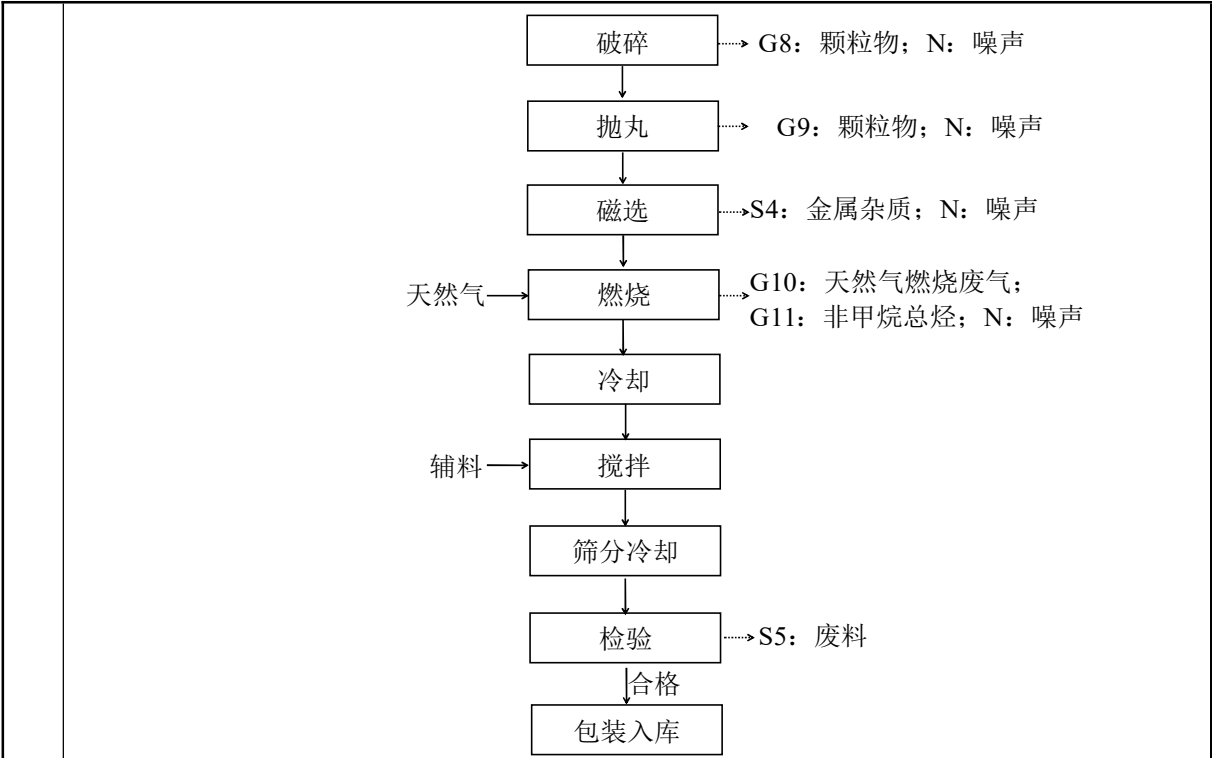 破碎
G8：颗粒物；N：噪声
抛丸
G9：颗粒物；N：噪声
磁选
S4：金属杂质；N：噪声
天然气
燃烧
G10：天然气燃烧废气；
G11：非甲烷总烃；N：噪声
冷却
辅料
搅拌
筛分冷却
检验
S5：废料
合格
包装入库